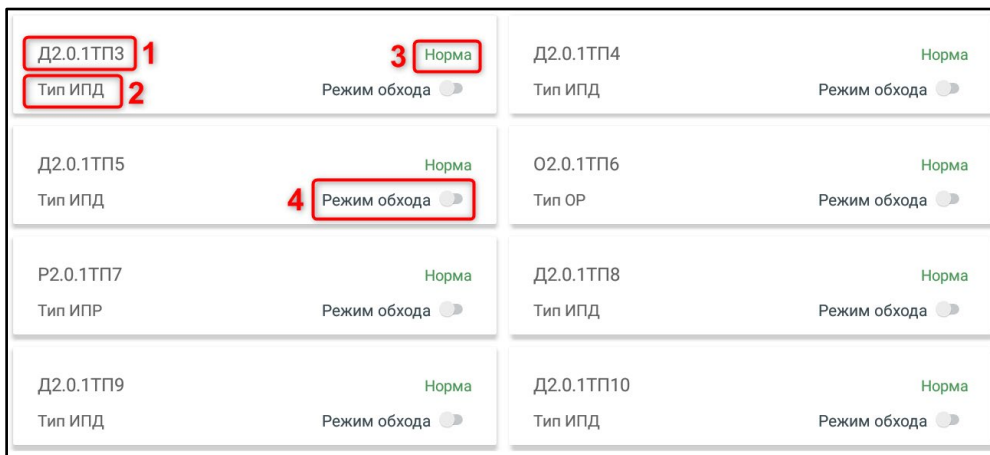 Д2.0.1ТП3 1 3 Норма
Тип ИПД 2 Режим обхода
Д2.0.1ТП4 Норма
Тип ИПД Режим обхода
Д2.0.1ТП5 Норма
Тип ИПД 4 Режим обхода
О2.0.1ТП6 Норма
Тип ОР Режим обхода
Р2.0.1ТП7 Норма
Тип ИПР Режим обхода
Д2.0.1ТП8 Норма
Тип ИПД Режим обхода
Д2.0.1ТП9 Норма
Тип ИПД Режим обхода
Д2.0.1ТП10 Норма
Тип ИПД Режим обхода